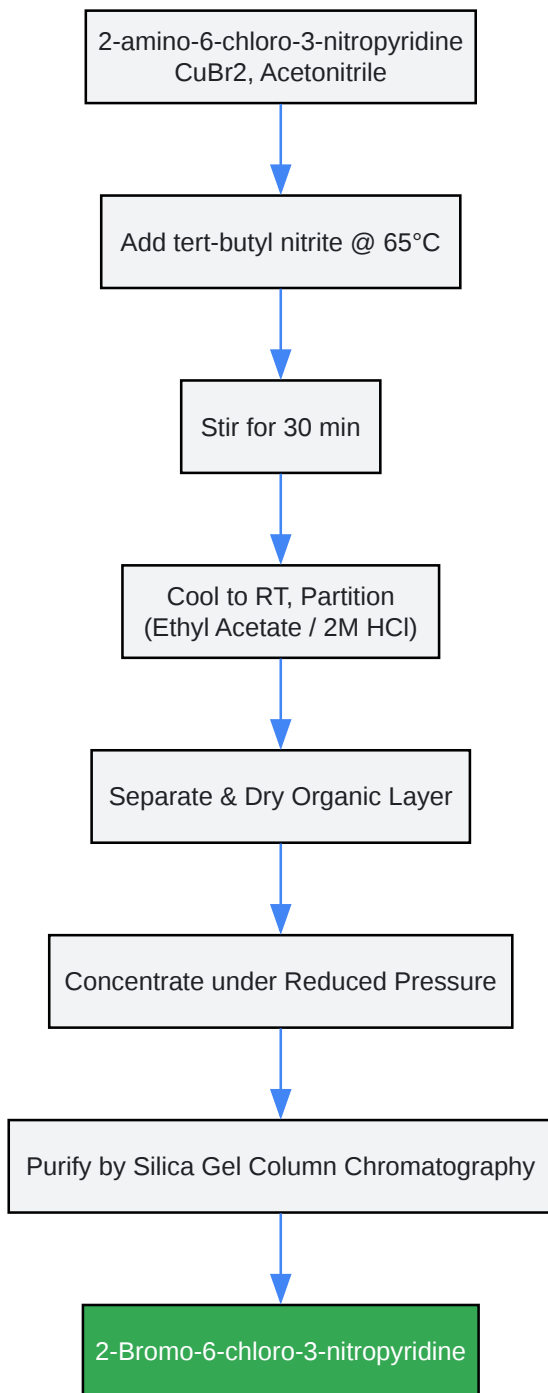 2-amino-6-chloro-3-nitropyridine
CuBr2, Acetonitrile
Add tert-butyl nitrite @ 65°C
Stir for 30 min
Cool to RT, Partition
(Ethyl Acetate / 2M HCl)
Separate & Dry Organic Layer
Concentrate under Reduced Pressure
Purify by Silica Gel Column Chromatography
2-Bromo-6-chloro-3-nitropyridine